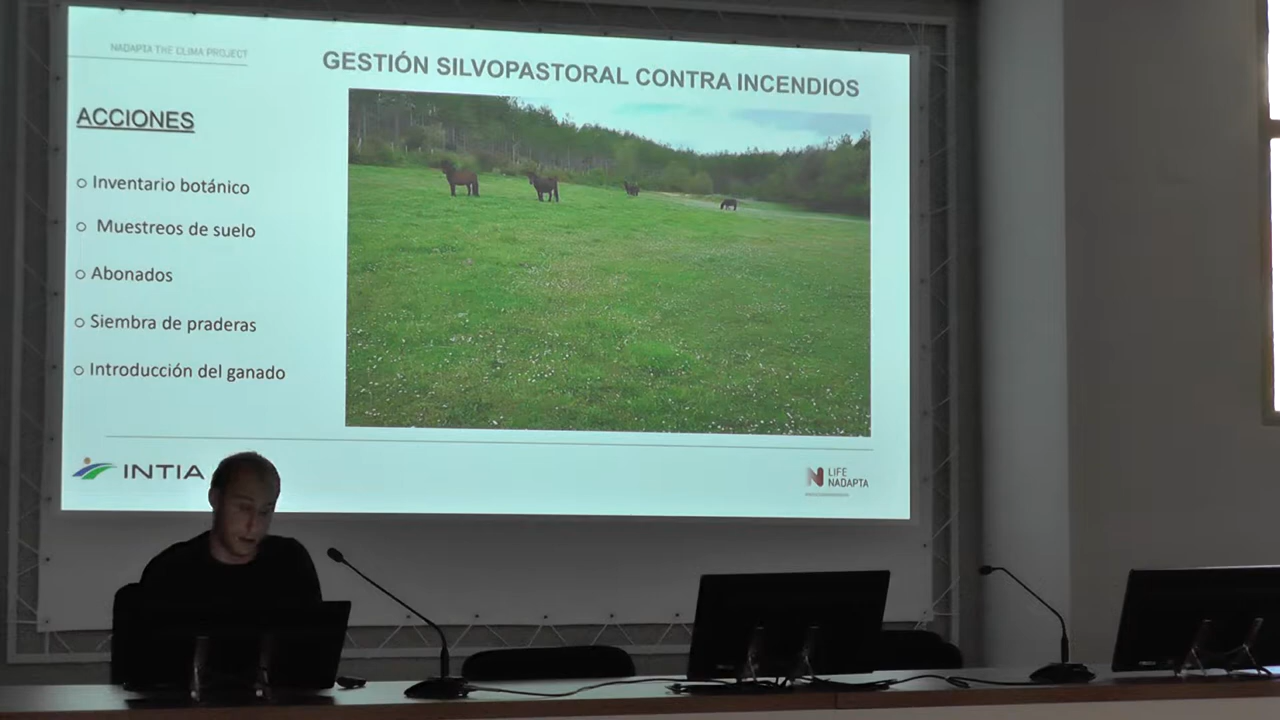 NADAPTA THE CLIMA PROJECT
GESTIÓN SILVOPASTORAL CONTRA INCENDIOS
ACCIONES
○ Inventario botánico
○ Muestreos de suelo
○ Abonados
○ Siembra de praderas
○ Introducción del ganado
INTIA
LIFE
NADAPTA